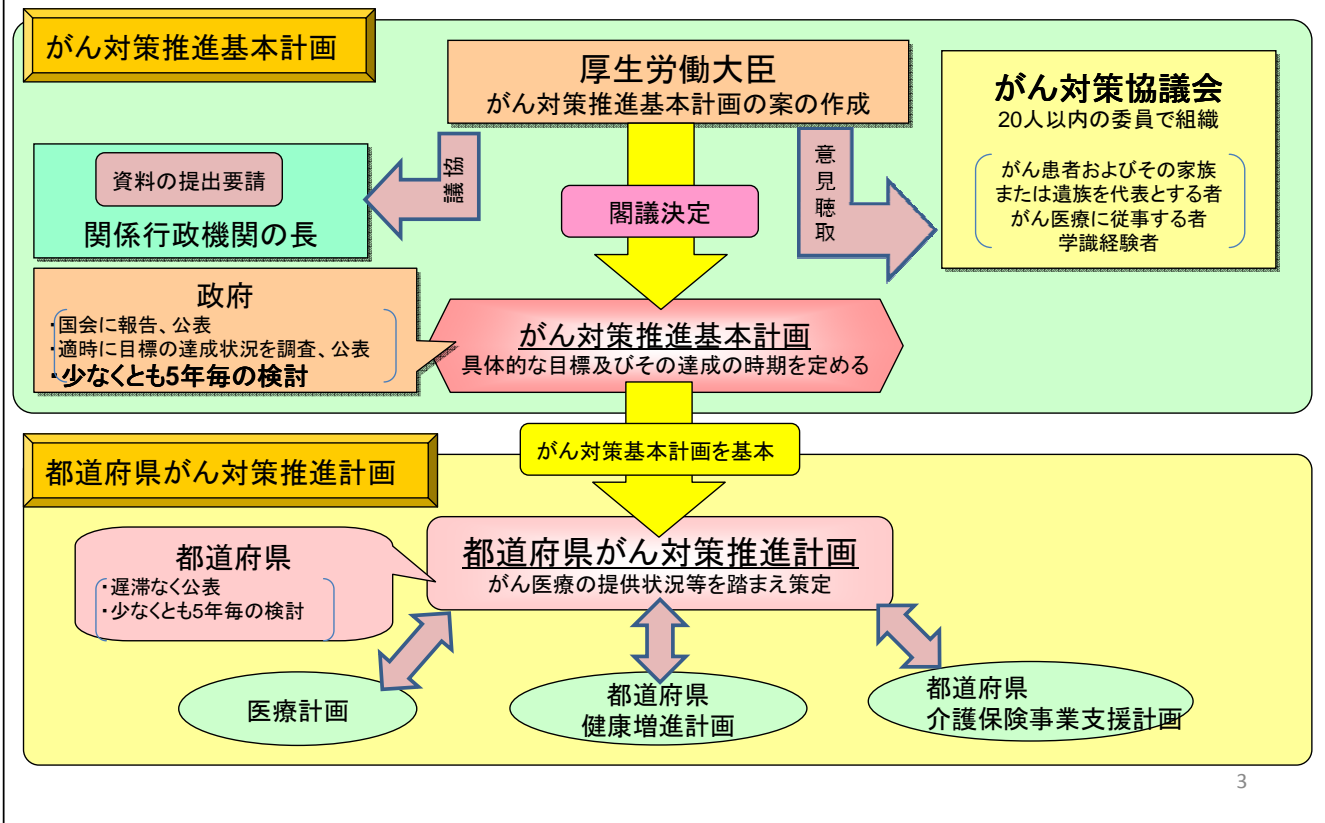 がん対策推進基本計画
厚生労働大臣
がん対策推進基本計画の案の作成
がん対策協議会
20人以内の委員で組織
がん患者およびその家族
または遺族を代表とする者
がん医療に従事する者
学識経験者
協議
意見聴取
資料の提出要請
関係行政機関の長
閣議決定
政府
・国会に報告、公表
・適時に目標の達成状況を調査、公表
・少なくとも5年毎の検討
がん対策推進基本計画
具体的な目標及びその達成の時期を定める
がん対策基本計画を基本
都道府県がん対策推進計画
都道府県
・遅滞なく公表
・少なくとも5年毎の検討
都道府県がん対策推進計画
がん医療の提供状況等を踏まえ策定
医療計画
都道府県
健康増進計画
都道府県
介護保険事業支援計画
3